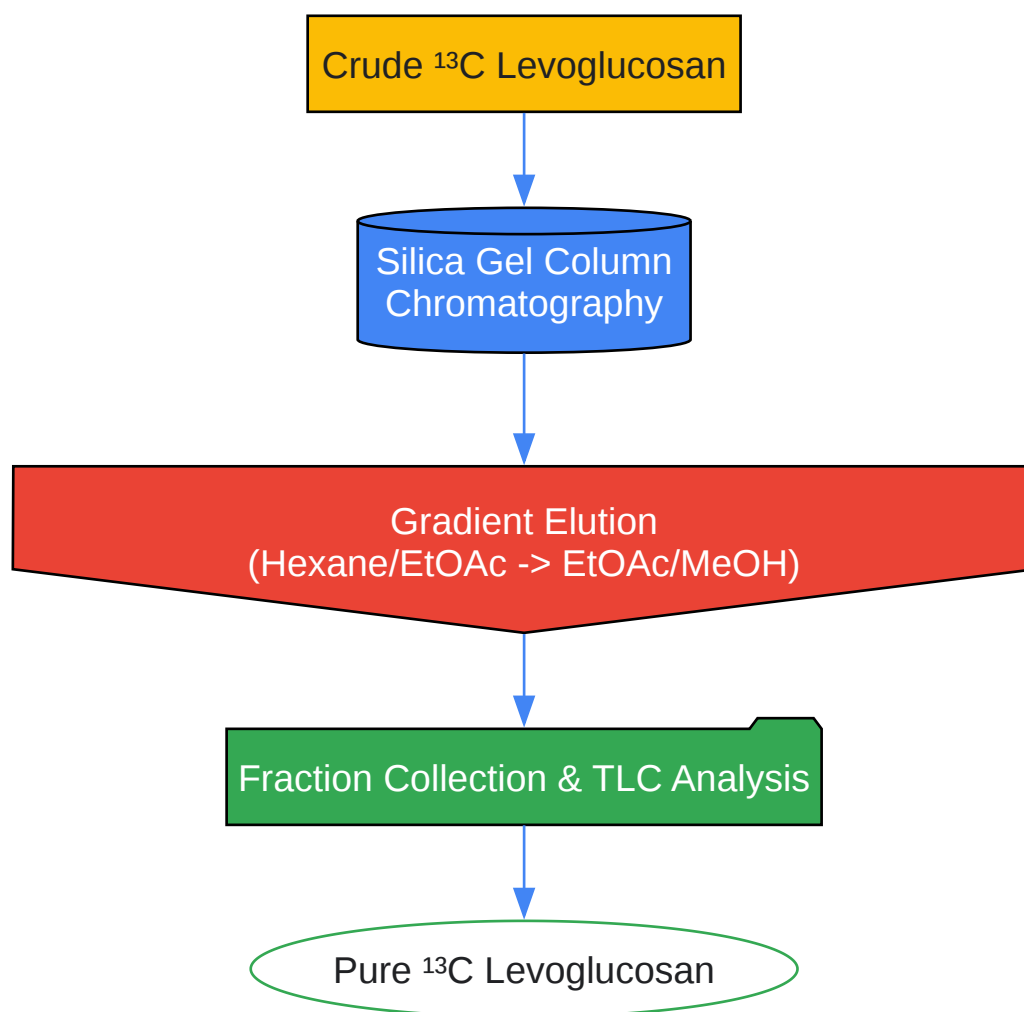 Crude ¹³C Levoglucosan
Silica Gel Column
Chromatography
Gradient Elution
(Hexane/EtOAc -> EtOAc/MeOH)
Fraction Collection & TLC Analysis
Pure ¹³C Levoglucosan